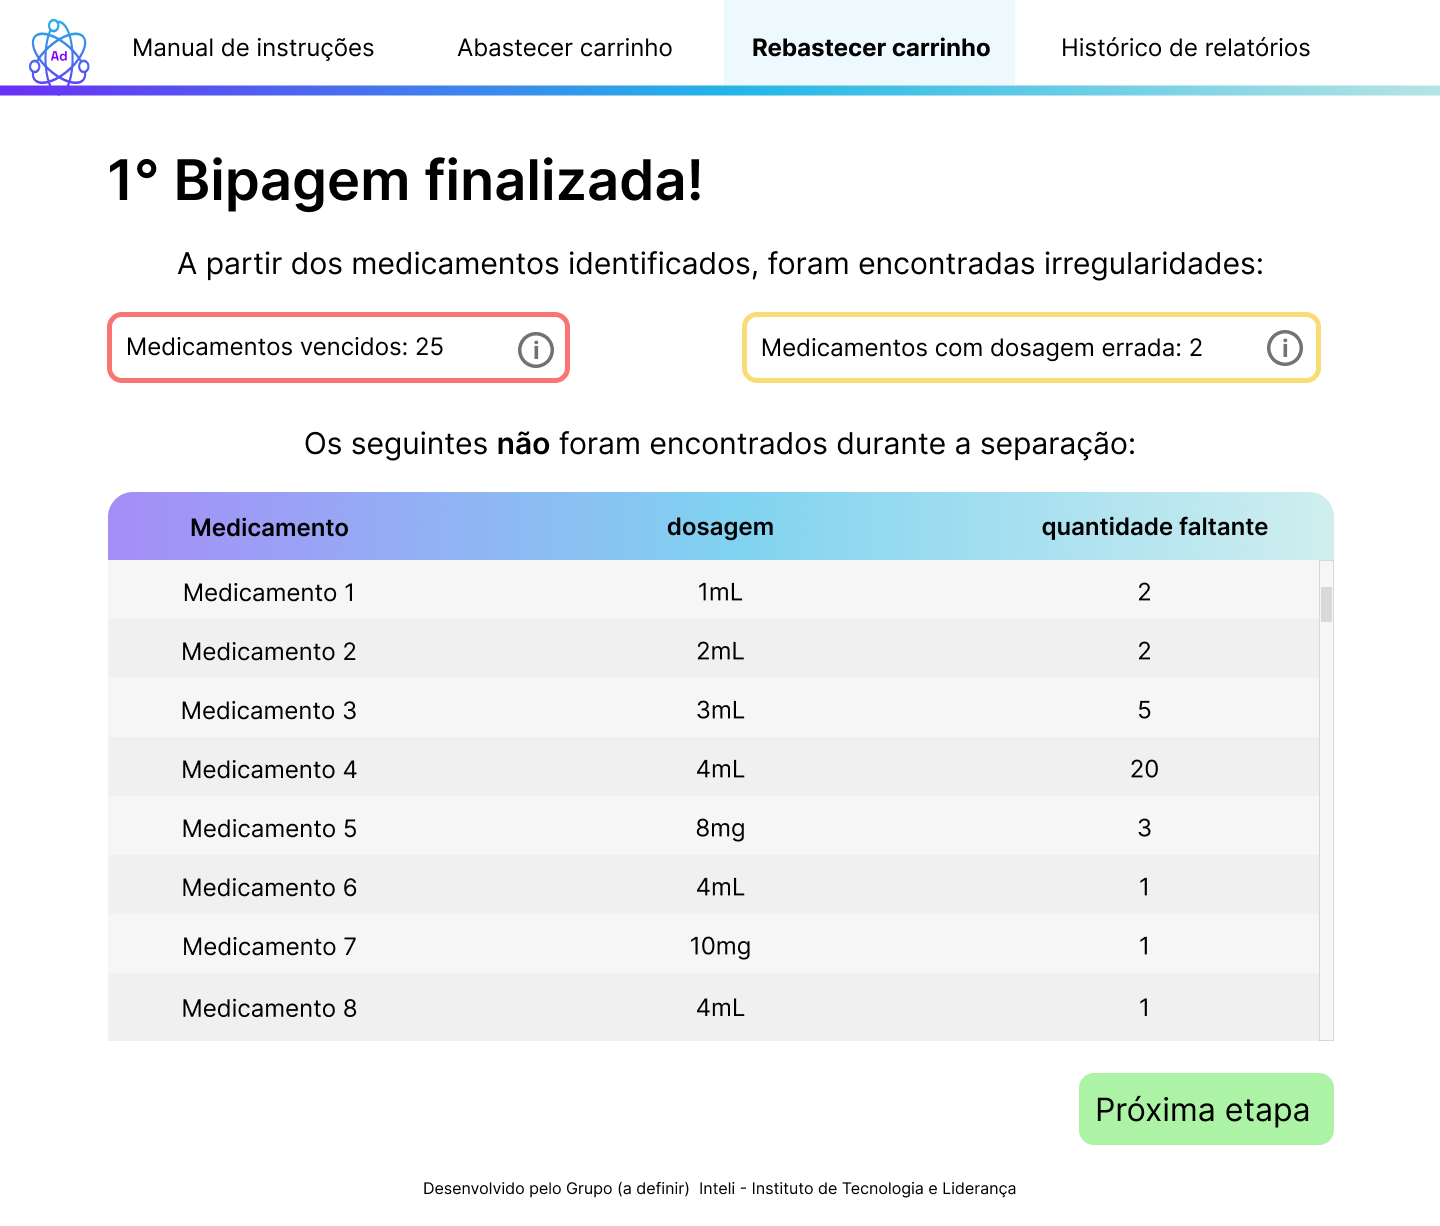 Ad
Manual de instruções Abastecer carrinho Rebastecer carrinho Histórico de relatórios
1° Bipagem finalizada!
A partir dos medicamentos identificados, foram encontradas irregularidades:
Medicamentos vencidos: 25 i Medicamentos com dosagem errada: 2 i
Os seguintes não foram encontrados durante a separação:
Medicamento dosagem quantidade faltante
Medicamento 1 1mL 2
Medicamento 2 2mL 2
Medicamento 3 3mL 5
Medicamento 4 4mL 20
Medicamento 5 8mg 3
Medicamento 6 4mL 1
Medicamento 7 10mg 1
Medicamento 8 4mL 1
Próxima etapa
Desenvolvido pelo Grupo (a definir) Inteli - Instituto de Tecnologia e Liderança